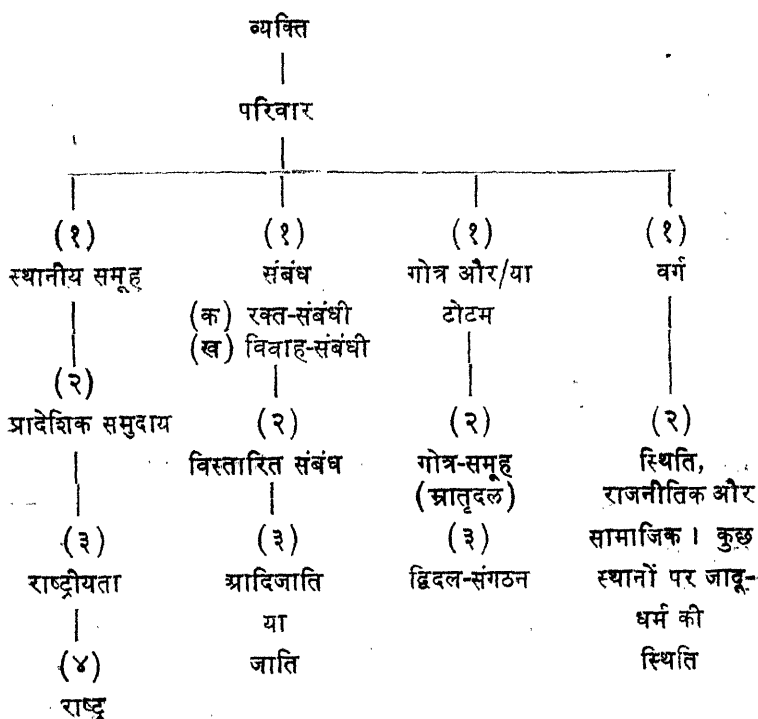 व्यक्ति
परिवार
(१) (१) (१) (१)
स्थानीय समूह संबंध गोत्र और/या वर्ग
(क) रक्त-संबंधी टोटम
(ख) विवाह-संबंधी
(२)
प्रादेशिक समुदाय (२) (२) (२)
विस्तारित संबंध गोत्र-समूह स्थिति,
(भ्रातृदल) राजनीतिक और
(३) (३) (३) सामाजिक। कुछ
राष्ट्रीयता आदिजाति द्विदल-संगठन स्थानों पर जादू-
या धर्म की
(४) जाति स्थिति
राष्ट्र